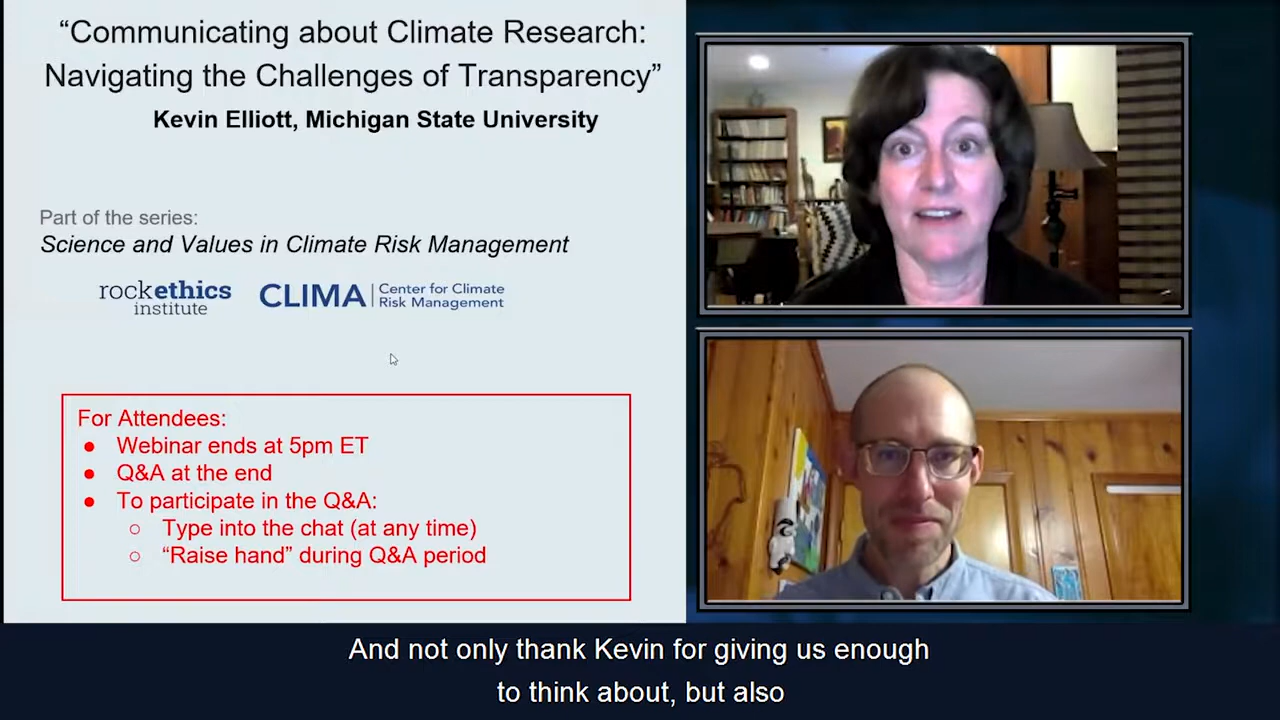 “Communicating about Climate Research:
Navigating the Challenges of Transparency”
Kevin Elliott, Michigan State University
Part of the series:
Science and Values in Climate Risk Management
rockethics
institute
CLIMA
Center for Climate
Risk Management
For Attendees:
● Webinar ends at 5pm ET
● Q&A at the end
● To participate in the Q&A:
○ Type into the chat (at any time)
○ “Raise hand” during Q&A period
And not only thank Kevin for giving us enough
to think about, but also